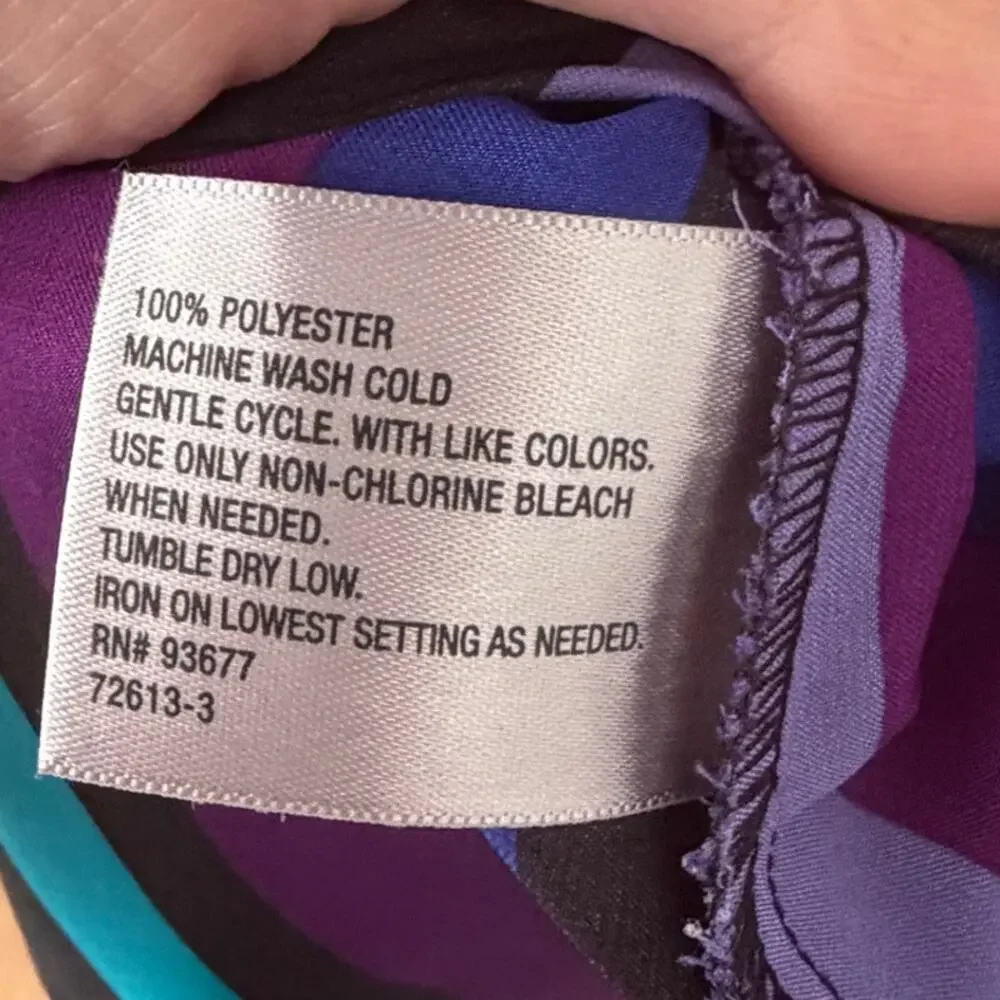 100% POLYESTER
MACHINE WASH COLD
GENTLE CYCLE. WITH LIKE COLORS.
USE ONLY NON-CHLORINE BLEACH
WHEN NEEDED.
TUMBLE DRY LOW.
IRON ON LOWEST SETTING AS NEEDED.
RN# 93677
72613-3